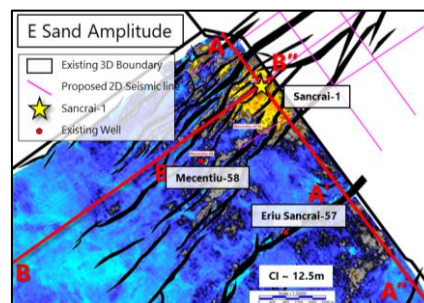 E Sand Amplitude
Existing 3D Boundary
Proposed 2D Seismic line
Sancrai-1
Existing Well
A
B"
Sancrai-1
B'
Mecentiu-58
A'
Eriu Sancrai-57
B
CI ~ 12.5m
A"